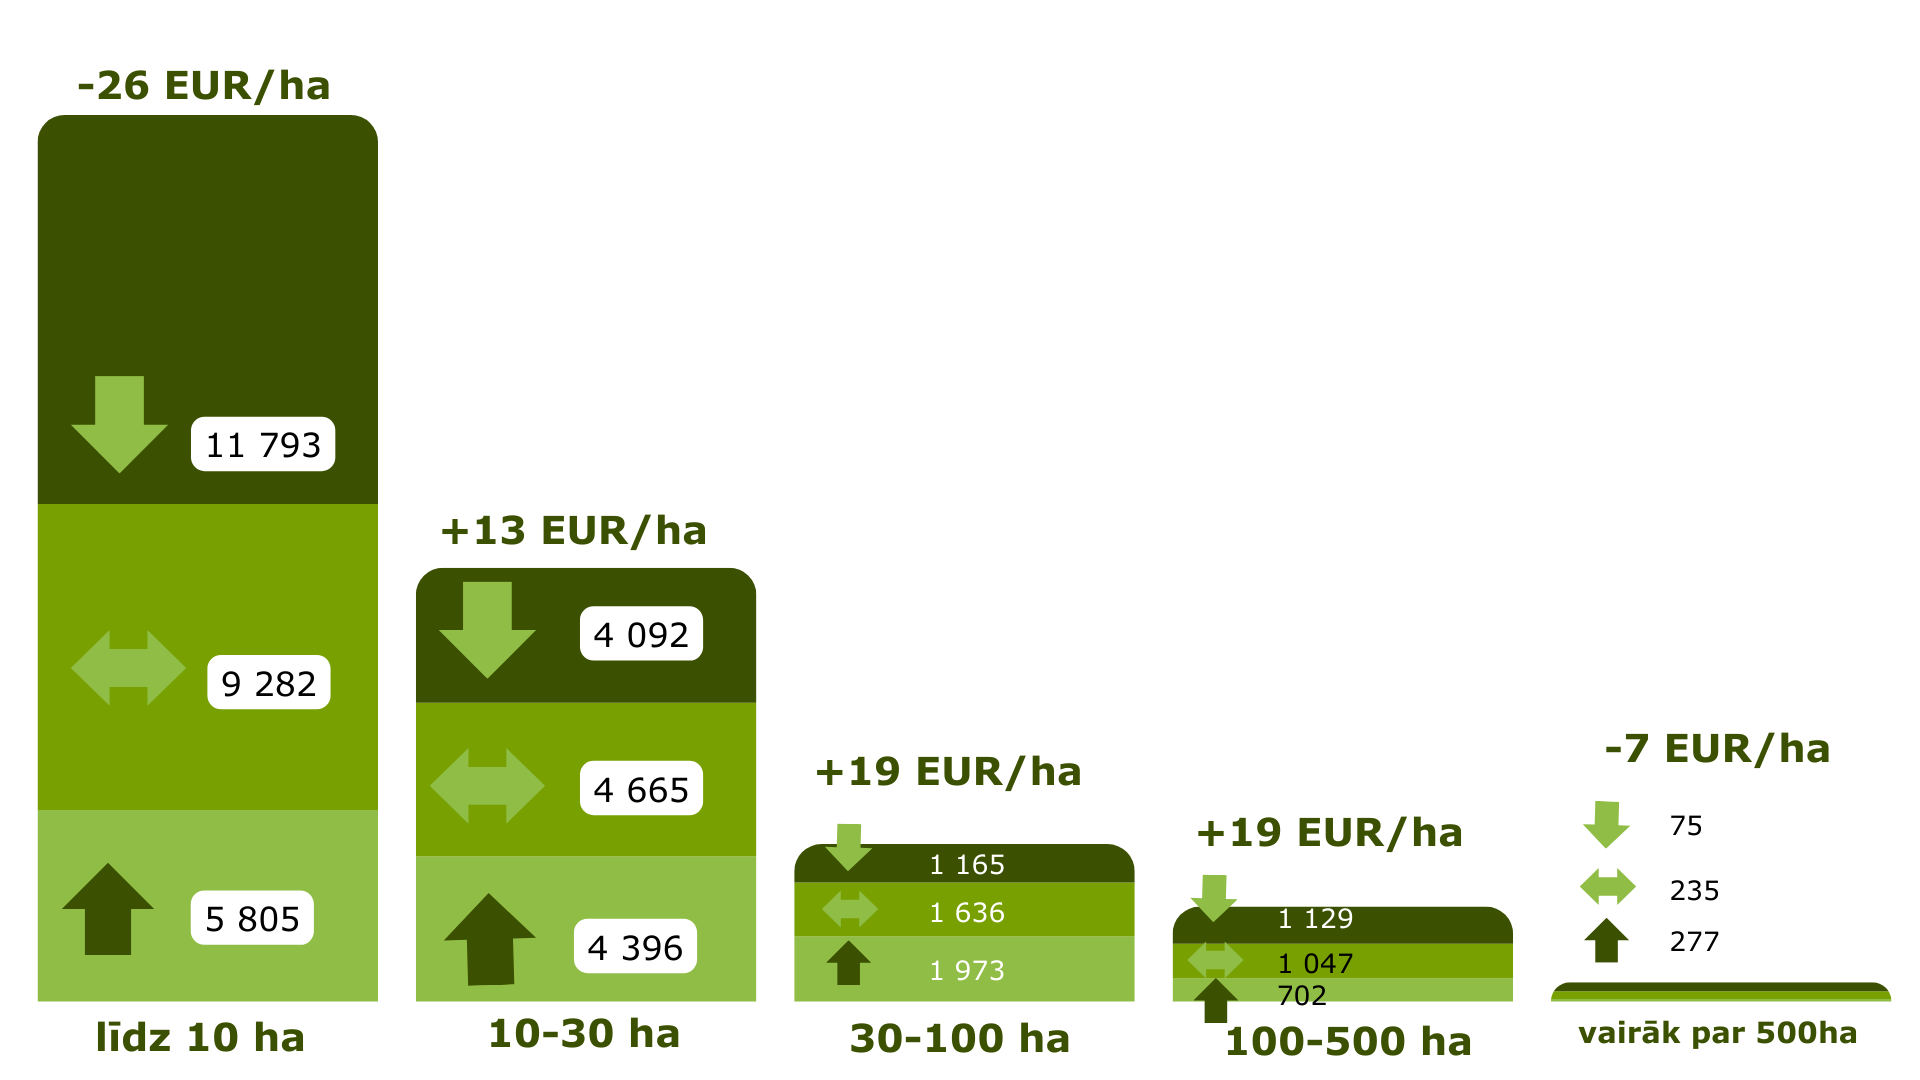 -26 EUR/ha
11 793
9 282
5 805
līdz 10 ha
+13 EUR/ha
4 092
4 665
4 396
10-30 ha
+19 EUR/ha
1 165
1 636
1 973
30-100 ha
+19 EUR/ha
1 129
1 047
702
100-500 ha
-7 EUR/ha
75
235
277
vairāk par 500ha